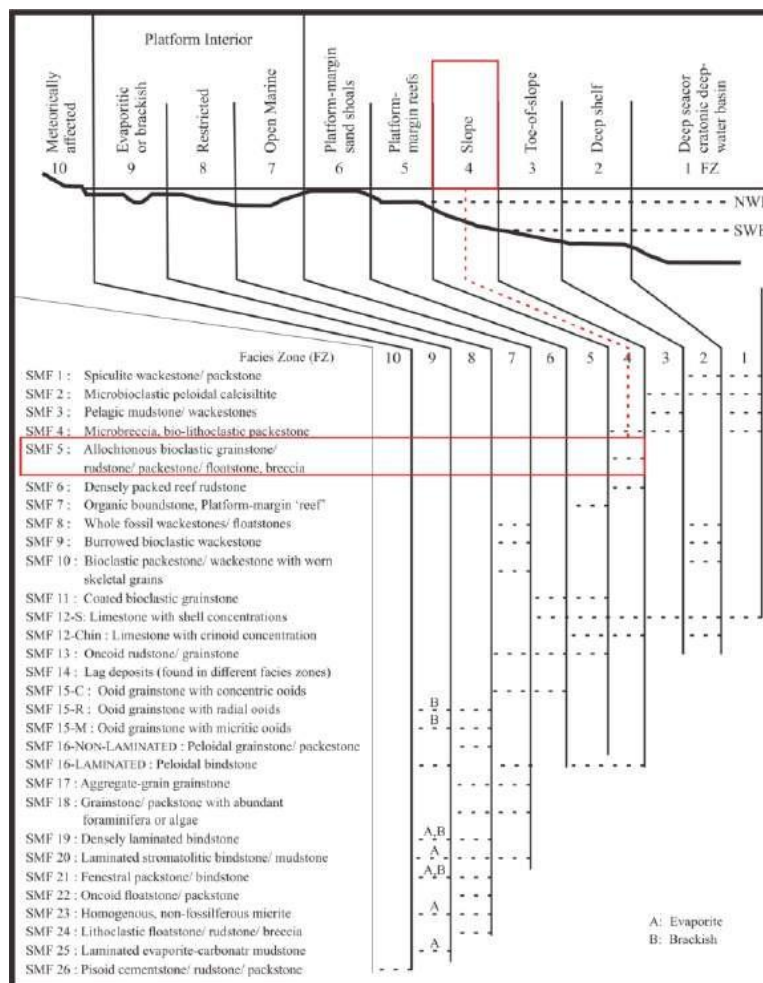 Platform Interior
Meteorically
affected
10
Evaporitic
or brackish
9
Restricted
8
Open Marine
7
Platform-margin
sand shoals
6
Platform-
margin reefs
5
Slope
4
Toe-of-slope
3
Deep shelf
2
Deep seacor
cratonic deep-
water basin
1 FZ
NWB
SWB
Facies Zone (FZ) 10 9 8 7 6 5 4 3 2 1
SMF 1 : Spiculite wackestone/ packstone
SMF 2 : Microbioclastic peloidal calcisiltite
SMF 3 : Pelagic mudstone/ wackestones
SMF 4 : Microbreccia, bio-lithoclastic packestone
SMF 5 : Allochtonous bioclastic grainstone/
rudstone/ packestone/ floatstone, breccia
SMF 6 : Densely packed reef rudstone
SMF 7 : Organic boundstone, Platform-margin 'reef"
SMF 8 : Whole fossil wackestones/ floatstones
SMF 9 : Burrowed bioclastic wackestone
SMF 10 : Bioclastic packestone/ wackestone with worn
skeletal grains
SMF 11 : Coated bioclastic grainstone
SMF 12-S: Limestone with shell concentrations
SMF 12-Chin : Limestone with crinoid concentration
SMF 13 : Oncoid rudstone/ grainstone
SMF 14 : Lag deposits (found in different facies zones)
SMF 15-C : Ooid grainstone with concentric ooids
SMF 15-R : Ooid grainstone with radial ooids B
SMF 15-M : Ooid grainstone with micritic ooids B
SMF 16-NON-LAMINATED : Peloidal grainstone/ packestone
SMF 16-LAMINATED : Peloidal bindstone
SMF 17 : Aggregate-grain grainstone
SMF 18 : Grainstone/ packstone with abundant
foraminifera or algae
SMF 19 : Densely laminated bindstone A,B
SMF 20 : Laminated stromatolitic bindstone/ mudstone A
SMF 21 : Fenestral packstone/ bindstone A,B
SMF 22 : Oncoid floatstone/ packstone
SMF 23 : Homogenous, non-fossilferous micrite A
SMF 24 : Lithoclastic floatstone/ rudstone/ breccia
SMF 25 : Laminated evaporite-carbonatr mudstone A
SMF 26 : Pisoid cementstone/ rudstone/ packstone
A: Evaporite
B: Brackish